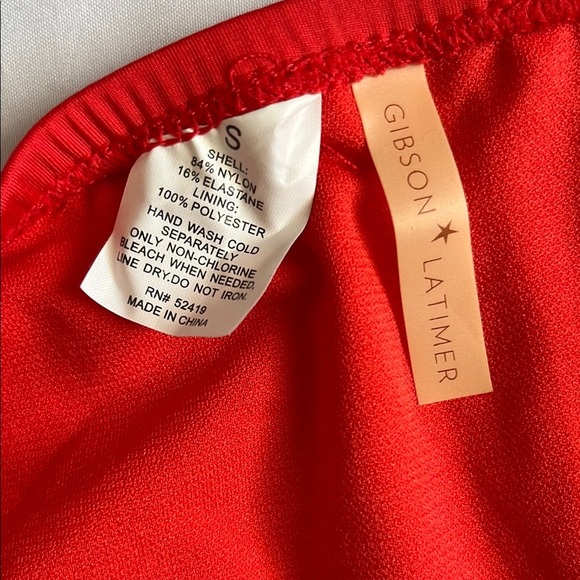 S
SHELL:
84% NYLON
16% ELASTANE
LINING:
100% POLYESTER
HAND WASH COLD
SEPARATELY
ONLY NON-CHLORINE
BLEACH WHEN NEEDED,
LINE DRY.DO NOT IRON.
RN# 52419
MADE IN CHINA
GIBSON ★ LATIMER